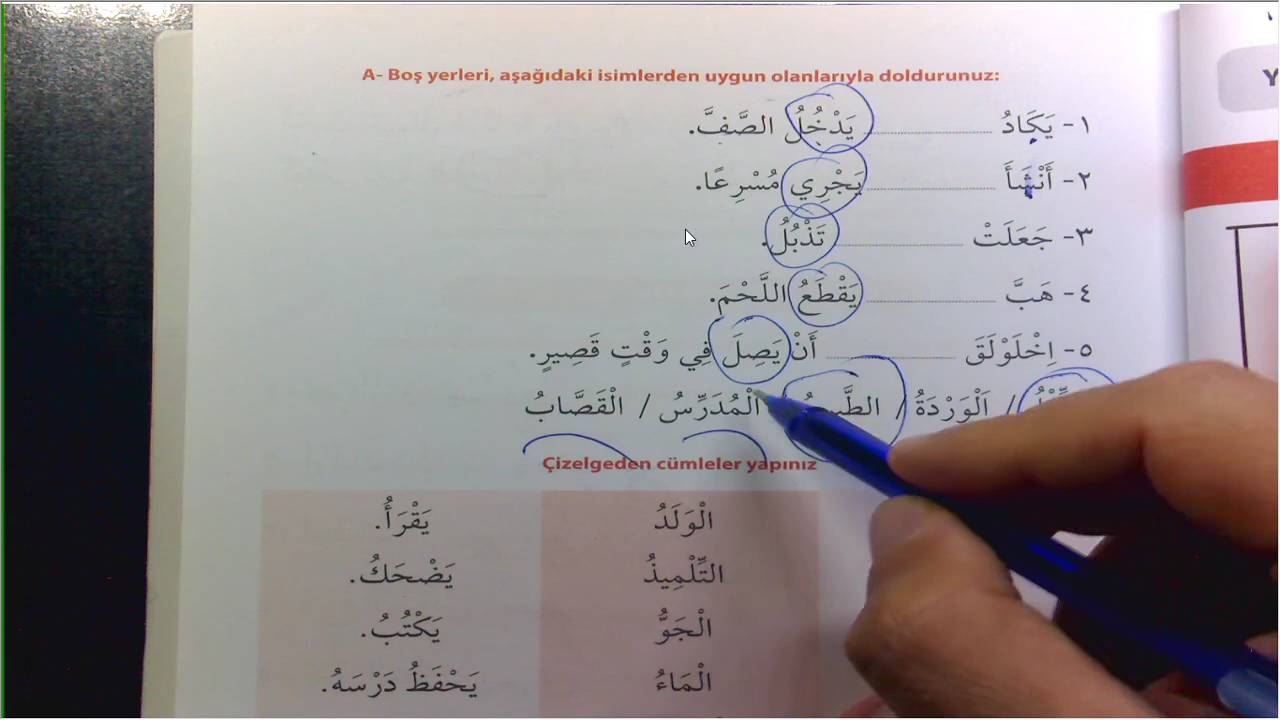 A- Boş yerleri, aşağıdaki isimlerden uygun olanlarıyla doldurunuz:
١- يَكَادُ ............ يَدْخُلُ الصَّفَّ.
٢- أَنْشَأَ ............ يَجْرِي مُسْرِعًا.
٣- جَعَلَتْ ............ تَذْبُلُ.
٤- هَبَّ ............ يَقْطَعُ اللَّحْمَ.
٥- اِخْلَوْلَقَ ............ أَنْ يَصِلَ فِي وَقْتٍ قَصِيرٍ.
/ اَلْوَرْدَةُ / / الْمُدَرِّسُ / الْقَصَّابُ
Çizelgeden cümleler yapınız
الْوَلَدُ يَقْرَأُ.
التِّلْمِيذُ يَضْحَكُ.
الْجَوُّ يَكْتُبُ.
الْمَاءُ يَحْفَظُ دَرْسَهُ.
Y